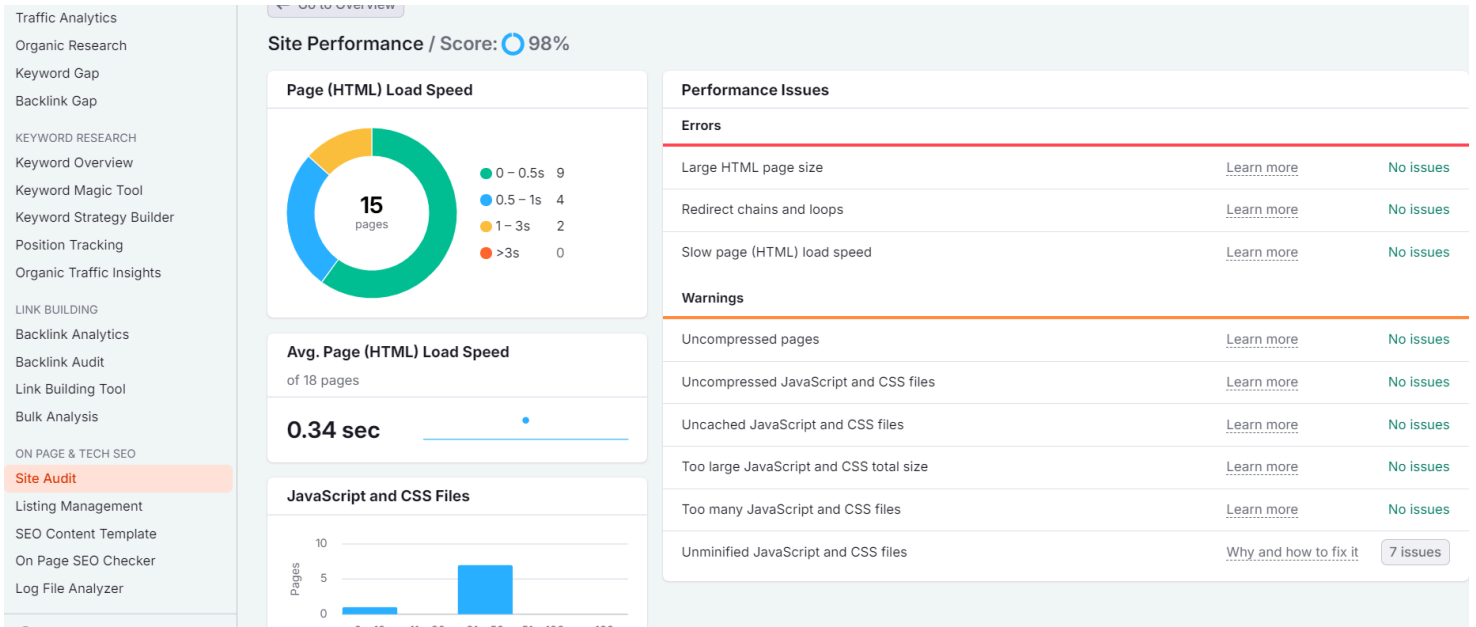 Traffic Analytics
Organic Research
Keyword Gap
Backlink Gap
KEYWORD RESEARCH
Keyword Overview
Keyword Magic Tool
Keyword Strategy Builder
Position Tracking
Organic Traffic Insights
LINK BUILDING
Backlink Analytics
Backlink Audit
Link Building Tool
Bulk Analysis
ON PAGE & TECH SEO
Site Audit
Listing Management
SEO Content Template
On Page SEO Checker
Log File Analyzer
← Go to Overview
Site Performance / Score: 98%
Page (HTML) Load Speed
15
pages
0 – 0.5s 9
0.5 – 1s 4
1 – 3s 2
>3s 0
Avg. Page (HTML) Load Speed
of 18 pages
0.34 sec
JavaScript and CSS Files
Pages
10
5
0
Performance Issues
Errors
Large HTML page size Learn more No issues
Redirect chains and loops Learn more No issues
Slow page (HTML) load speed Learn more No issues
Warnings
Uncompressed pages Learn more No issues
Uncompressed JavaScript and CSS files Learn more No issues
Uncached JavaScript and CSS files Learn more No issues
Too large JavaScript and CSS total size Learn more No issues
Too many JavaScript and CSS files Learn more No issues
Unminified JavaScript and CSS files Why and how to fix it 7 issues